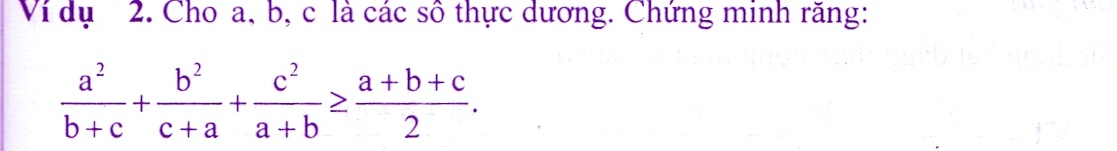 Ví dụ 2. Cho a, b, c là các số thực dương. Chứng minh rằng:
a²/(b+c) + b²/(c+a) + c²/(a+b) ≥ (a+b+c)/2.